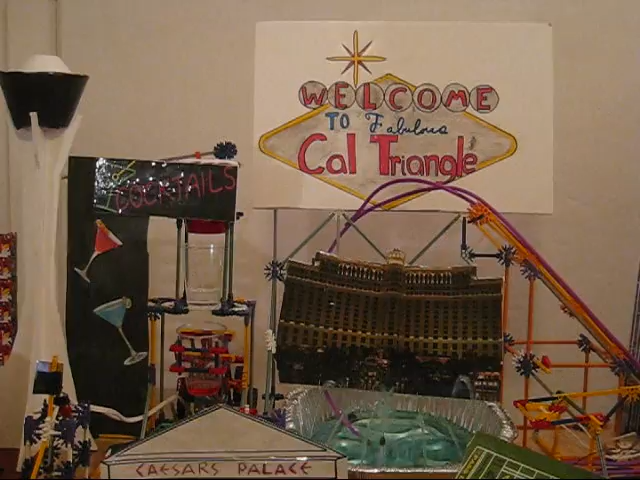 WELCOME
TO Fabulous
Cal Triangle
COCKTAILS
CAESARS PALACE